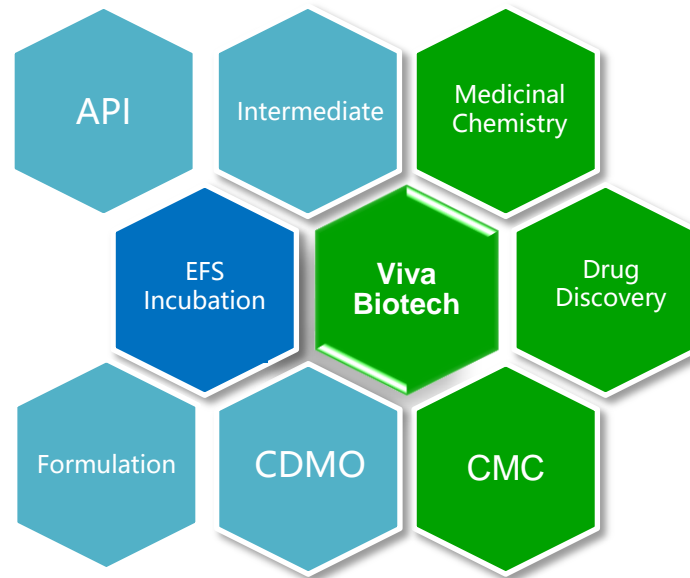 API
Intermediate
Medicinal
Chemistry
EFS
Incubation
Viva
Biotech
Drug
Discovery
Formulation
CDMO
CMC